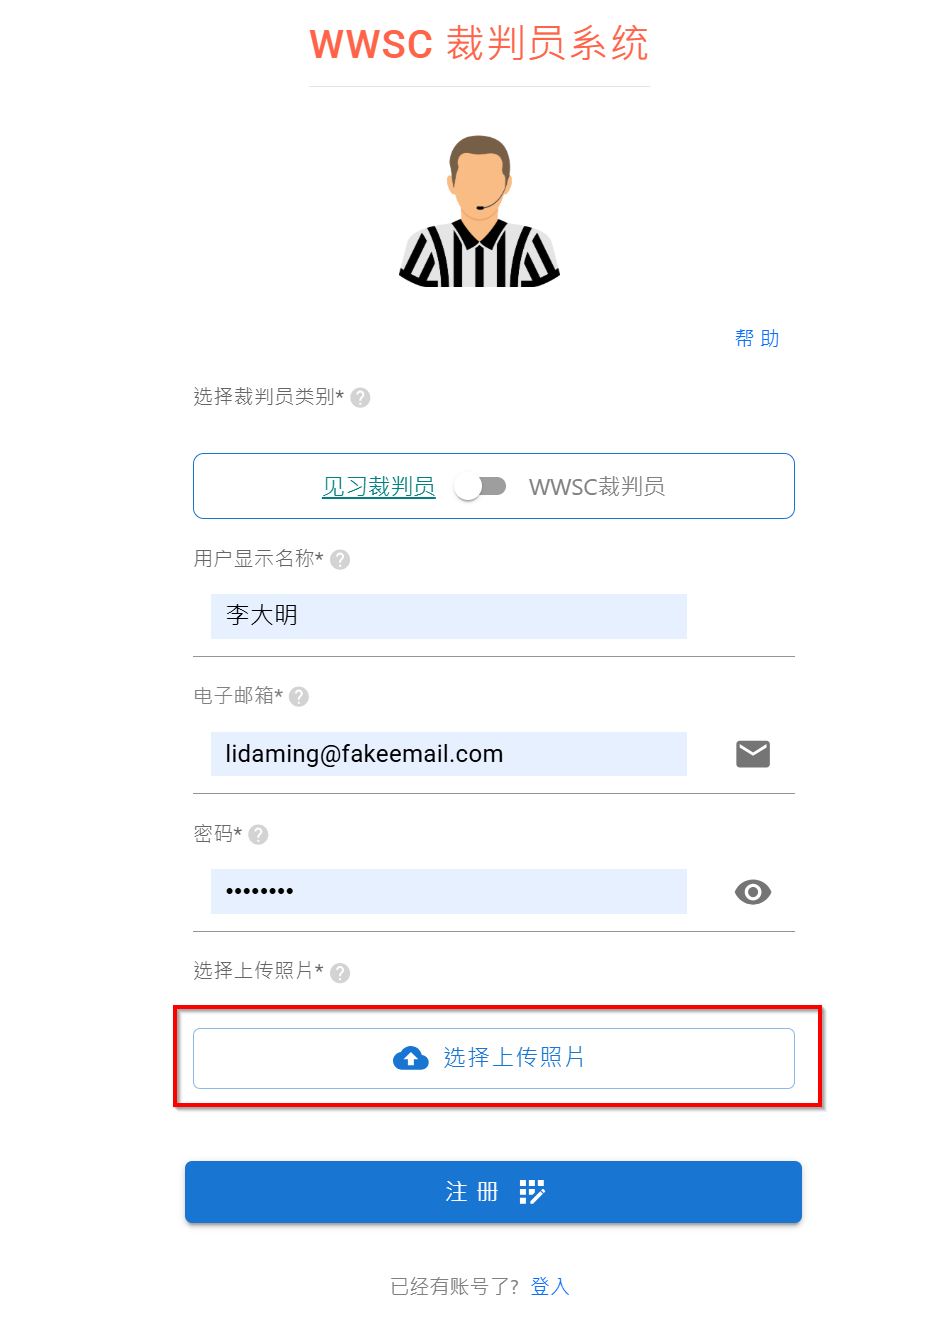 WWSC 裁判员系统
帮 助
选择裁判员类别* ?
见习裁判员 WWSC裁判员
用户显示名称* ?
李大明
电子邮箱* ?
lidaming@fakeemail.com
密码* ?
••••••••
选择上传照片* ?
选择上传照片
注 册
已经有账号了? 登入